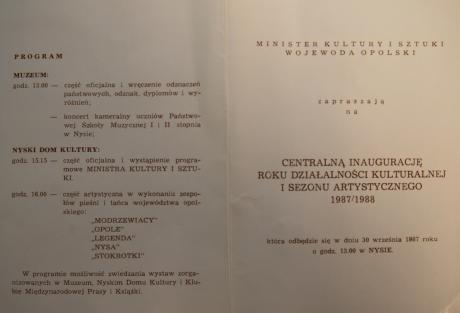 PROGRAM
MUZEUM:
godz. 13.00 — część oficjalna i wręczenie odznaczeń
państwowych, odznak, dyplomów i wy-
różnień;
— koncert kameralny uczniów Państwo-
wej Szkoły Muzycznej I i II stopnia
w Nysie;
NYSKI DOM KULTURY:
godz. 15.15 — część oficjalna i wystąpienie progra-
mowe MINISTRA KULTURY I SZTU-
KI.
godz. 16.00 — część artystyczna w wykonaniu zespo-
łów pieśni i tańca województwa opol-
skiego:
„MODRZEWIACY"
„OPOLE"
„LEGENDA"
„NYSA"
„STOKROTKI"
W programie możliwość zwiedzania wystaw zorga-
nizowanych w Muzeum, Nyskim Domu Kultury i Klu-
bie Międzynarodowej Prasy i Książki.
MINISTER KULTURY I SZTUKI
WOJEWODA OPOLSKI
zapraszają
na
CENTRALNĄ INAUGURACJĘ
ROKU DZIAŁALNOŚCI KULTURALNEJ
I SEZONU ARTYSTYCZNEGO
1987/1988
która odbędzie się w dniu 30 września 1987 roku
o godz. 13.00 w NYSIE.